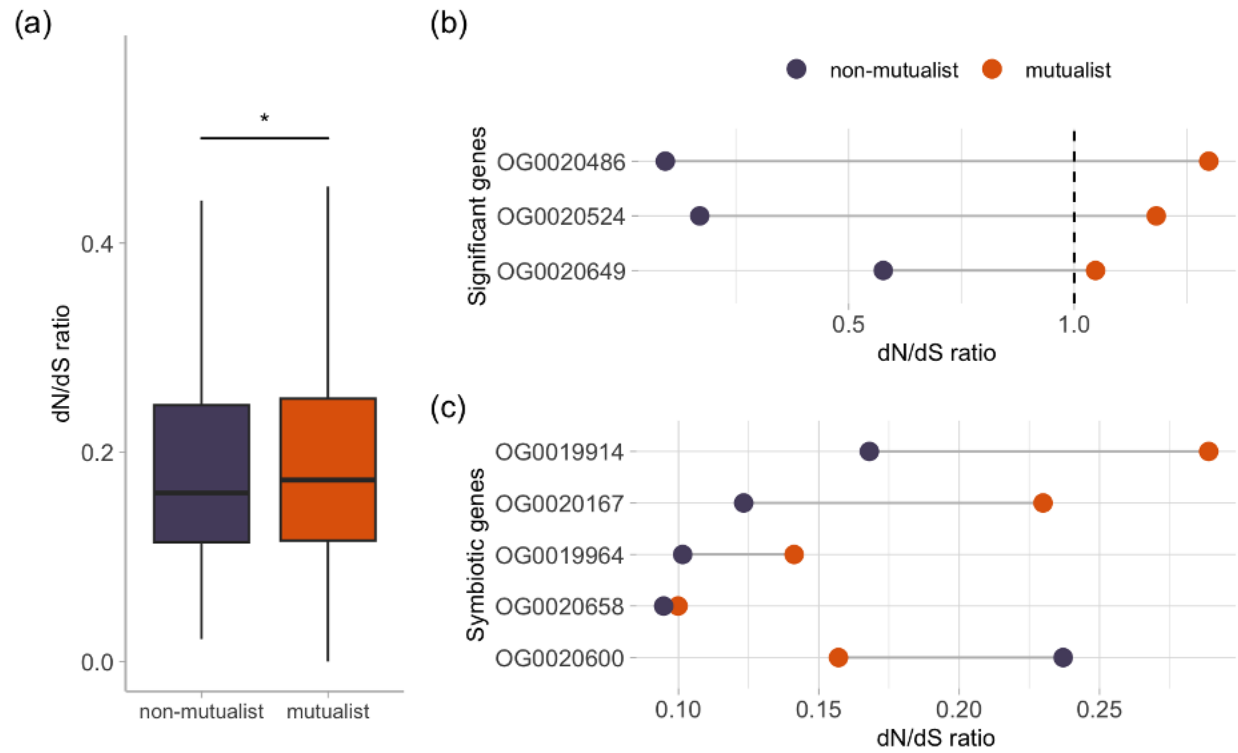 (a)
*
0.4
0.2
0.0
dN/dS ratio
non-mutualist mutualist
(b)
non-mutualist mutualist
Significant genes
OG0020486
OG0020524
OG0020649
0.5 1.0
dN/dS ratio
(c)
Symbiotic genes
OG0019914
OG0020167
OG0019964
OG0020658
OG0020600
0.10 0.15 0.20 0.25
dN/dS ratio